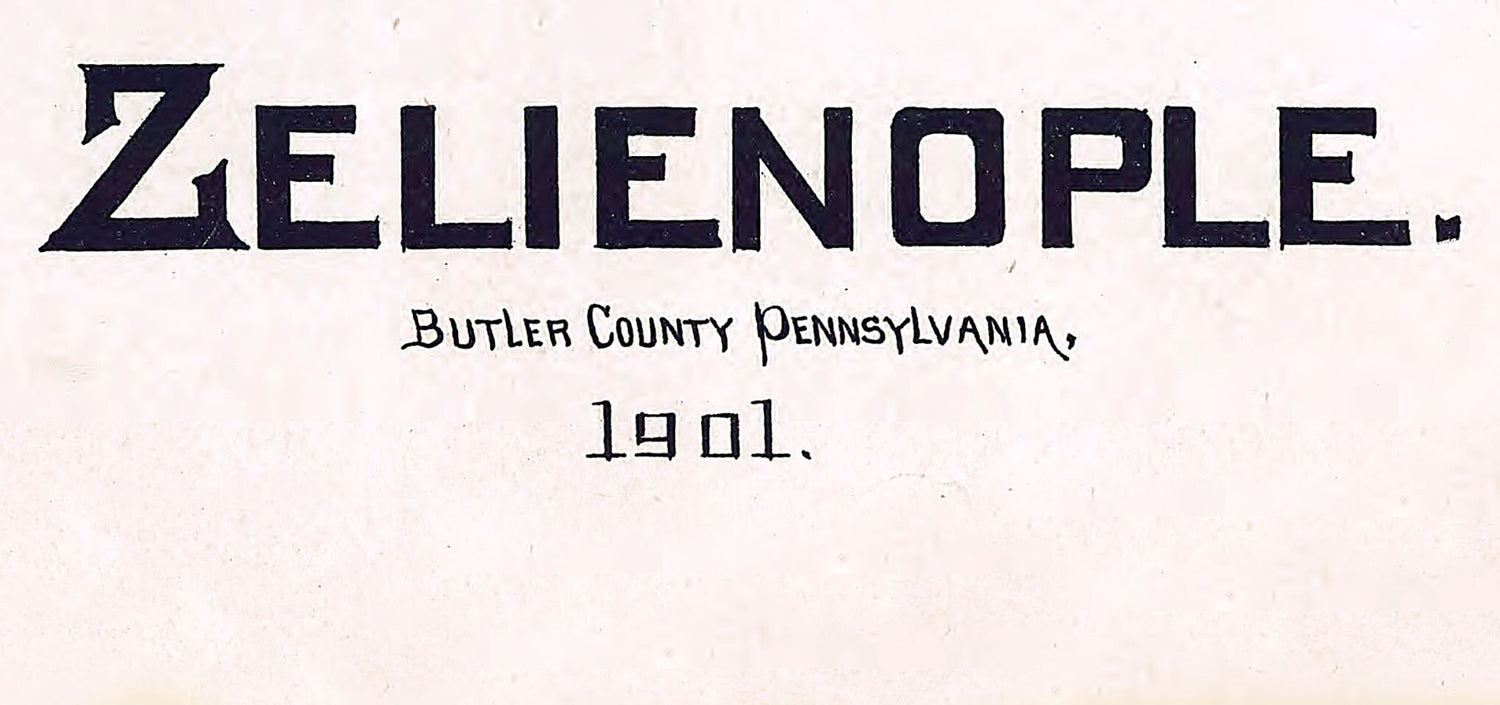 ZELIENOPLE.
BUTLER COUNTY PENNSYLVANIA,
1901.